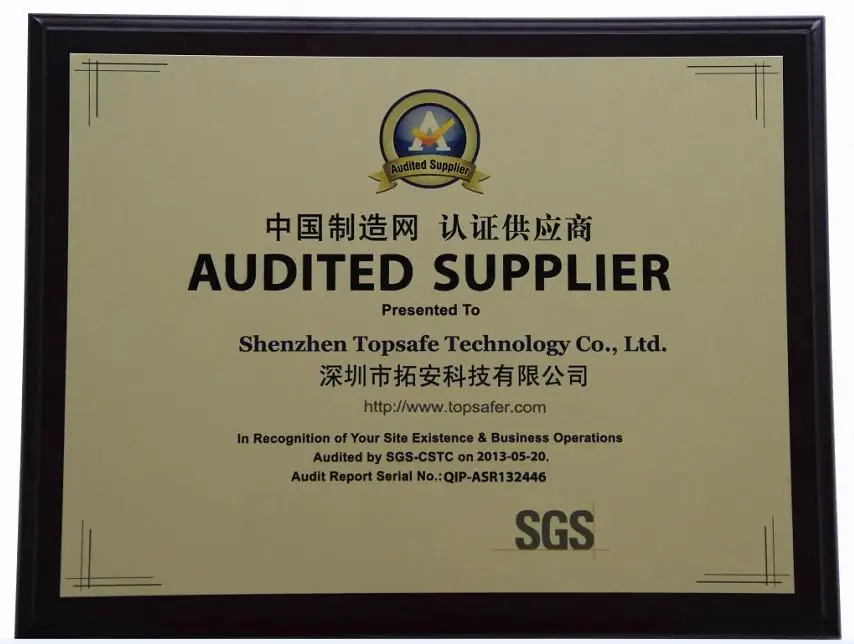 A
Audited Supplier
中国制造网 认证供应商
AUDITED SUPPLIER
Presented To
Shenzhen Topsafe Technology Co., Ltd.
深圳市拓安科技有限公司
http://www.topsafer.com
In Recognition of Your Site Existence & Business Operations
Audited by SGS-CSTC on 2013-05-20.
Audit Report Serial No.:QIP-ASR132446
SGS